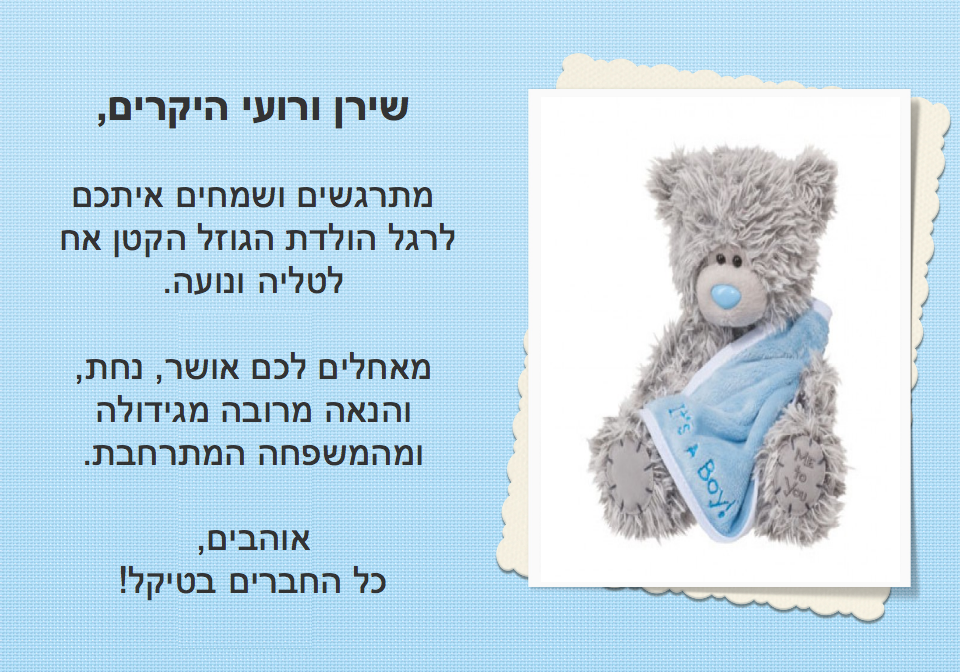 שירן ורועי היקרים,
מתרגשים ושמחים איתכם
לרגל הולדת הגוזל הקטן אח
לטליה ונועה.
מאחלים לכם אושר, נחת,
והנאה מרובה מגידולה
ומהמשפחה המתרחבת.
אוהבים,
כל החברים בטיקל!
It's a Boy!
Me
to
You